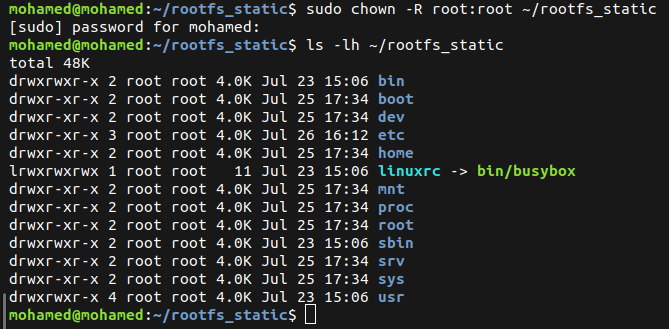 mohamed@mohamed:~/rootfs_static$ sudo chown -R root:root ~/rootfs_static
[sudo] password for mohamed:
mohamed@mohamed:~/rootfs_static$ ls -lh ~/rootfs_static
total 48K
drwxrwxr-x 2 root root 4.0K Jul 23 15:06 bin
drwxr-xr-x 2 root root 4.0K Jul 25 17:34 boot
drwxr-xr-x 2 root root 4.0K Jul 25 17:34 dev
drwxr-xr-x 3 root root 4.0K Jul 26 16:12 etc
drwxr-xr-x 2 root root 4.0K Jul 25 17:34 home
lrwxrwxrwx 1 root root   11 Jul 23 15:06 linuxrc -> bin/busybox
drwxr-xr-x 2 root root 4.0K Jul 25 17:34 mnt
drwxr-xr-x 2 root root 4.0K Jul 25 17:34 proc
drwxr-xr-x 2 root root 4.0K Jul 25 17:34 root
drwxrwxr-x 2 root root 4.0K Jul 23 15:06 sbin
drwxr-xr-x 2 root root 4.0K Jul 25 17:34 srv
drwxr-xr-x 2 root root 4.0K Jul 25 17:34 sys
drwxrwxr-x 4 root root 4.0K Jul 23 15:06 usr
mohamed@mohamed:~/rootfs_static$